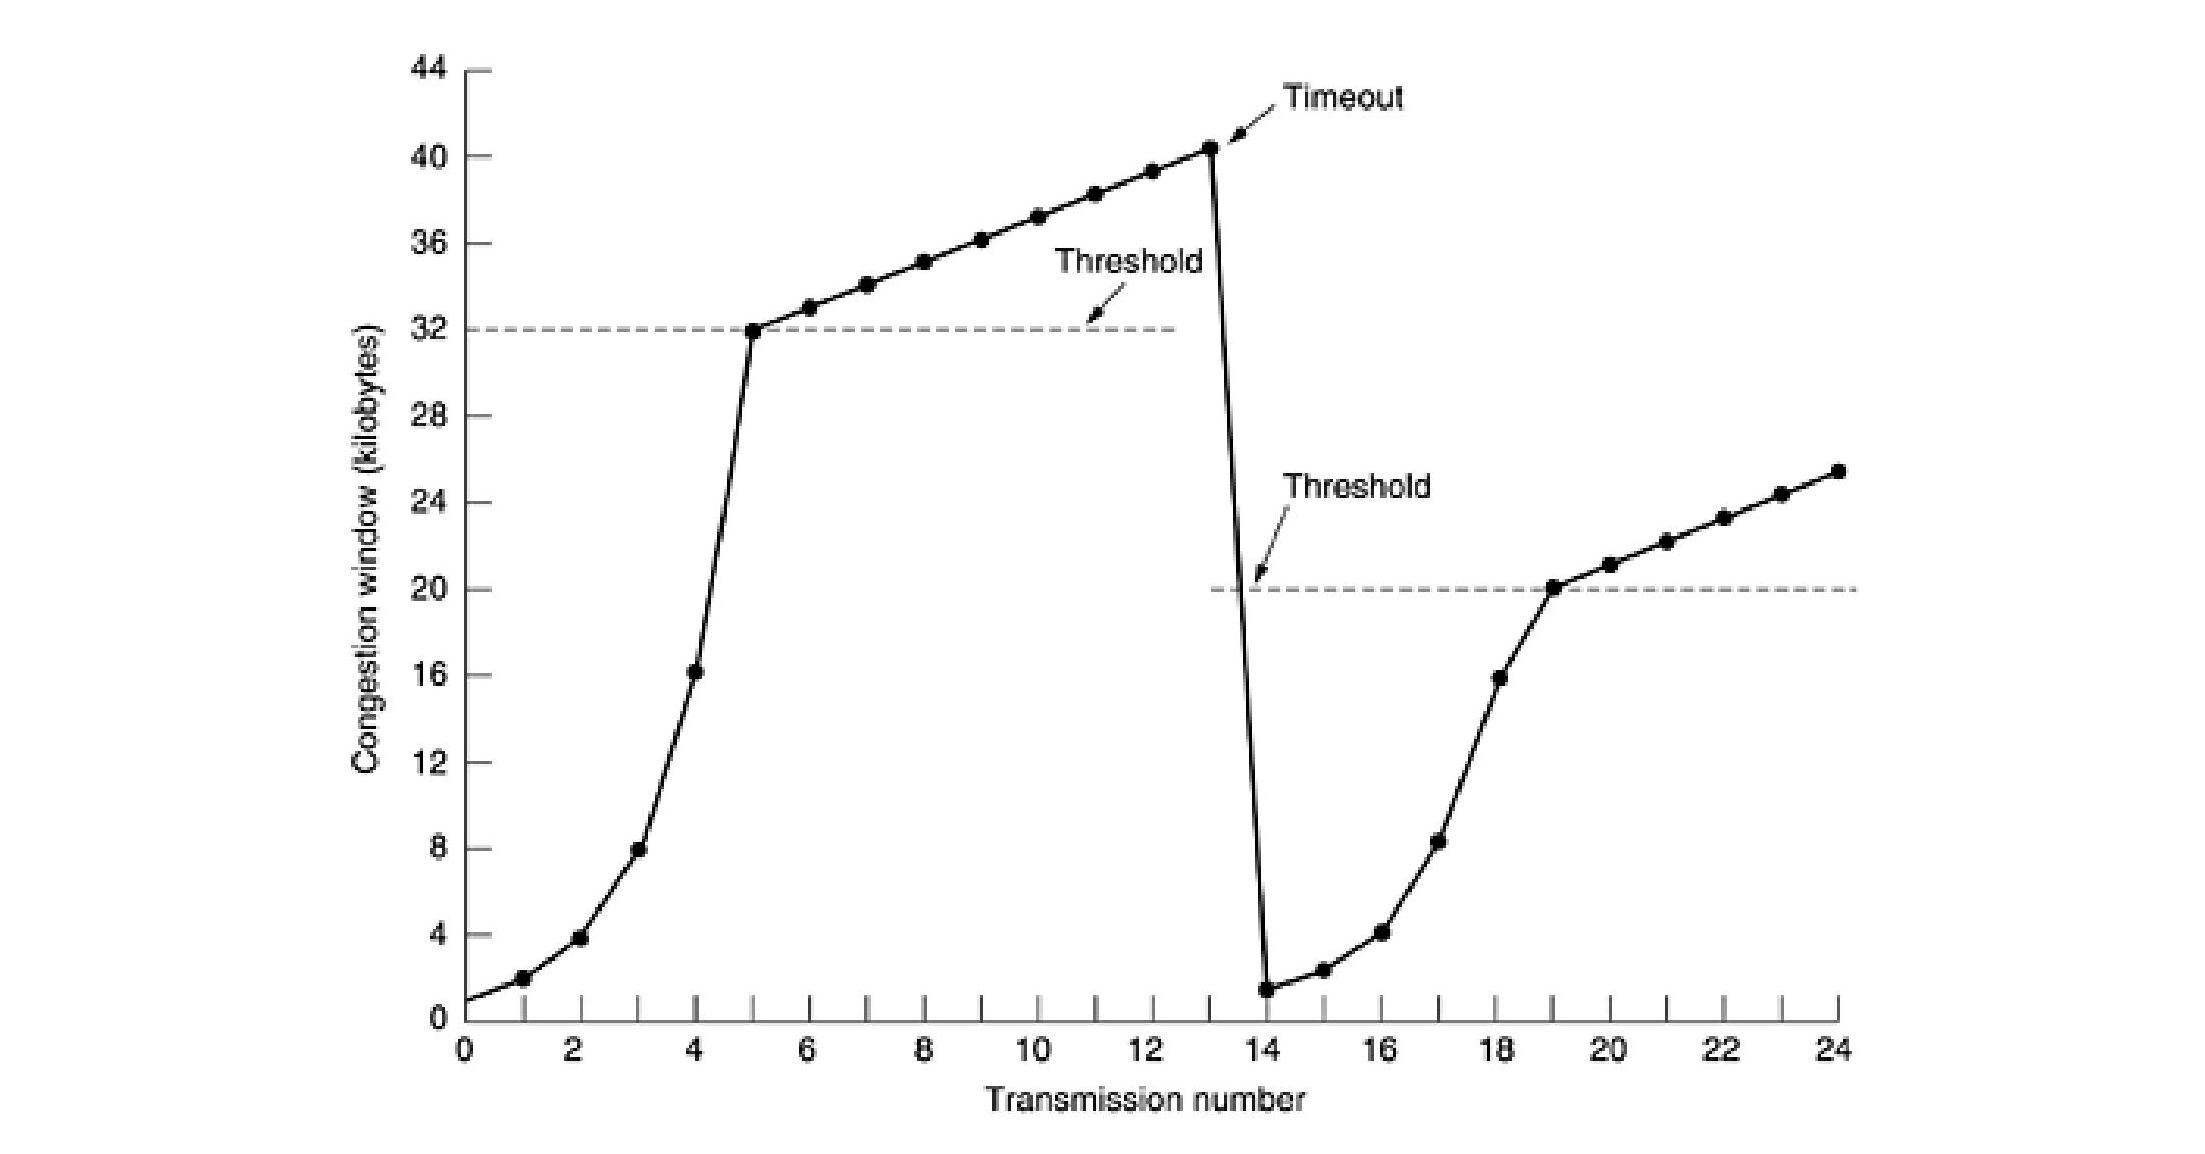 44
Timeout
40
36
Threshold
32
28
Threshold
24
20
16
12
8
4
0
Congestion window (kilobytes)
0 2 4 6 8 10 12 14 16 18 20 22 24
Transmission number